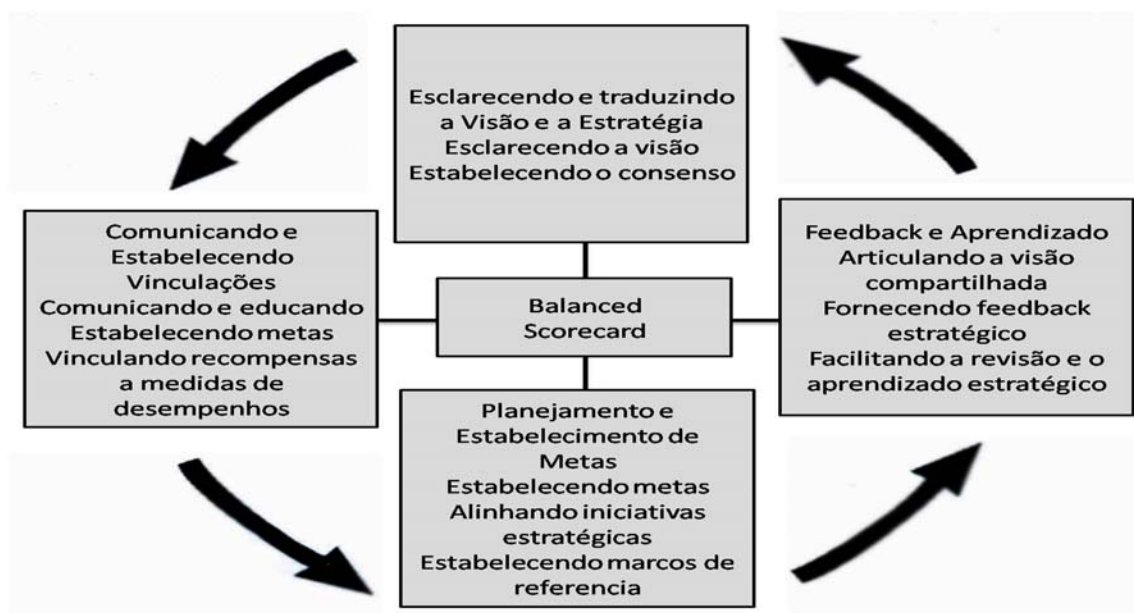 Esclarecendo e traduzindo
a Visão e a Estratégia
Esclarecendo a visão
Estabelecendo o consenso
Comunicando e
Estabelecendo
Vinculações
Comunicando e educando
Estabelecendo metas
Vinculando recompensas
a medidas de
desempenhos
Balanced
Scorecard
Feedback e Aprendizado
Articulando a visão
compartilhada
Fornecendo feedback
estratégico
Facilitando a revisão e o
aprendizado estratégico
Planejamento e
Estabelecimento de
Metas
Estabelecendo metas
Alinhando iniciativas
estratégicas
Estabelecendo marcos de
referencia